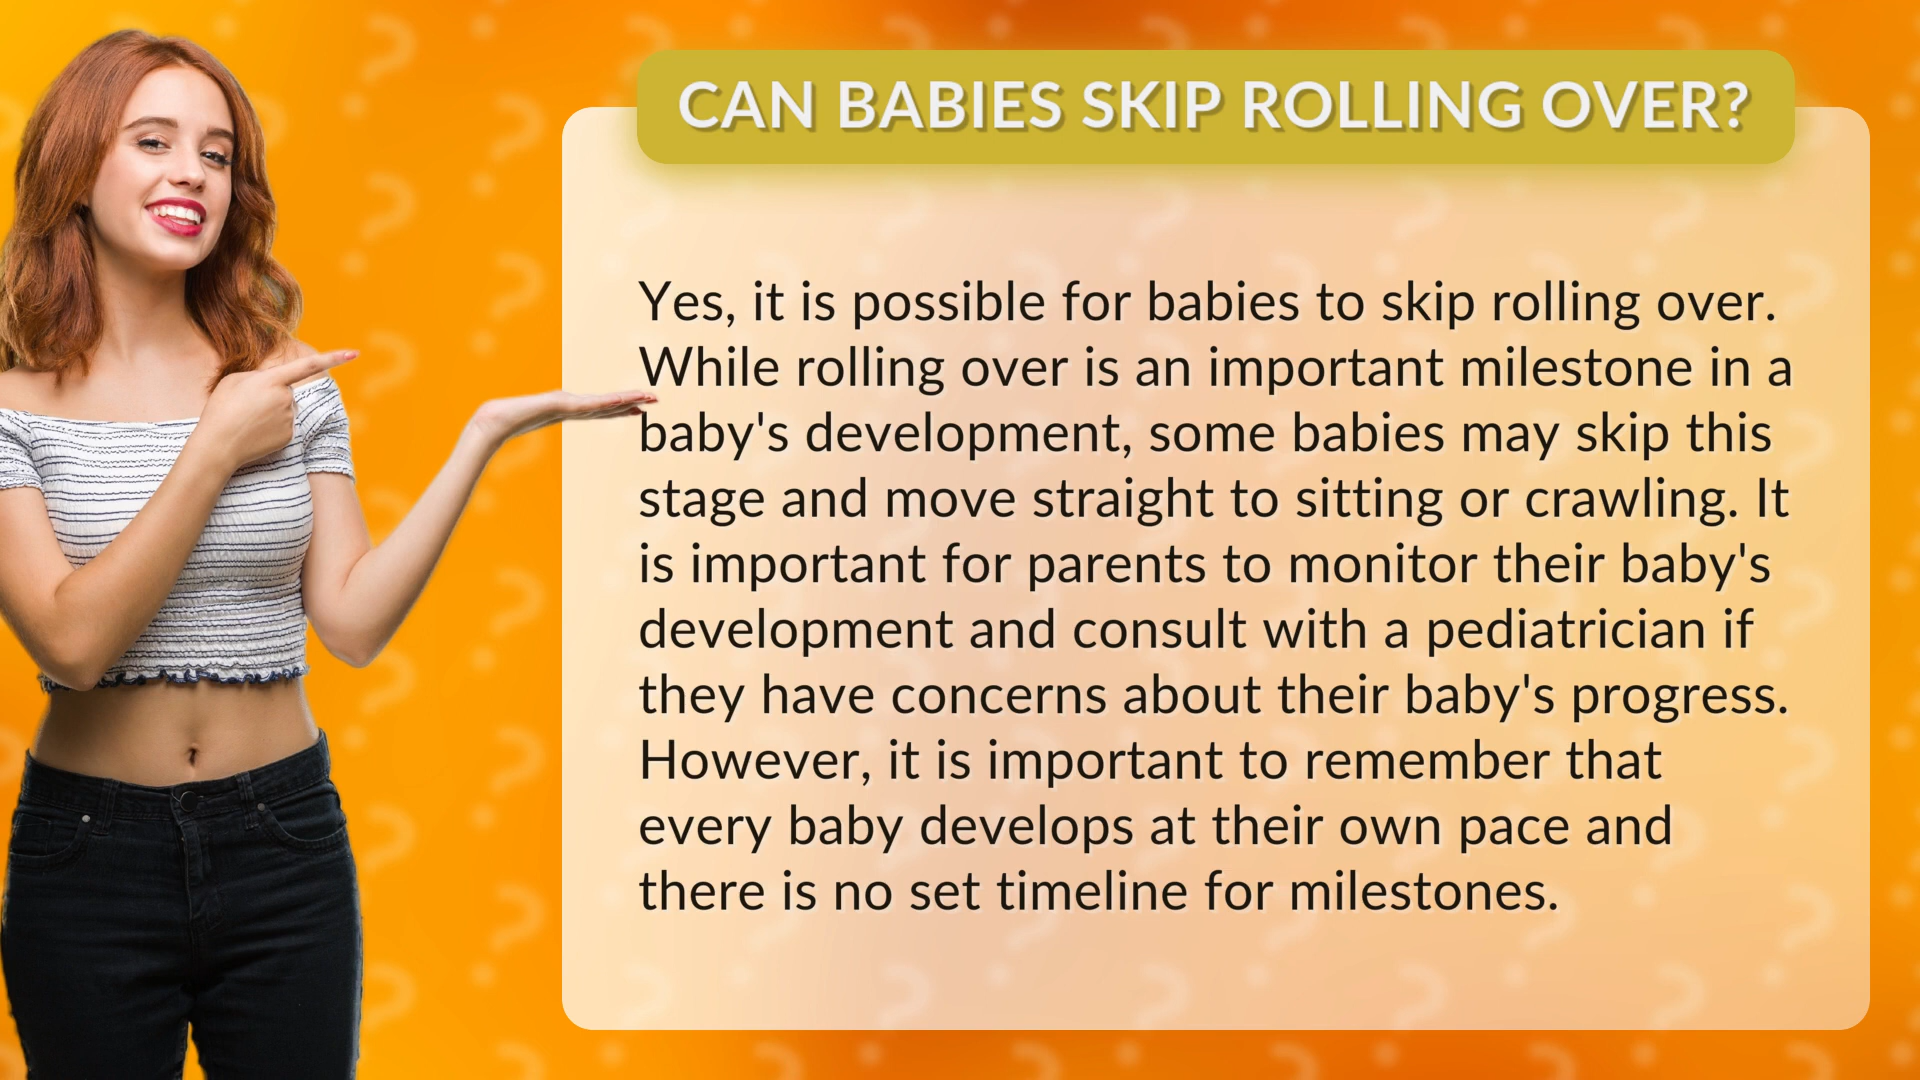 CAN BABIES SKIP ROLLING OVER?
Yes, it is possible for babies to skip rolling over.
While rolling over is an important milestone in a
baby's development, some babies may skip this
stage and move straight to sitting or crawling. It
is important for parents to monitor their baby's
development and consult with a pediatrician if
they have concerns about their baby's progress.
However, it is important to remember that
every baby develops at their own pace and
there is no set timeline for milestones.